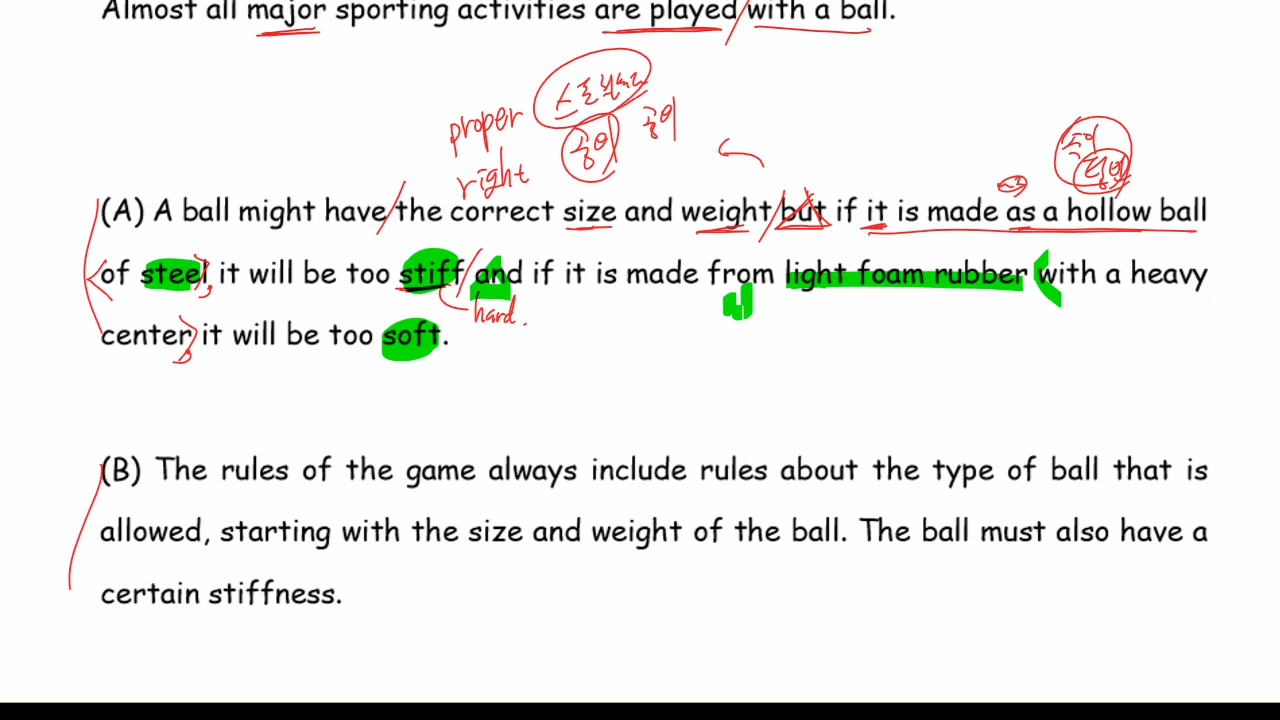 Almost all major sporting activities are played with a ball.
proper
right
공이
공이
(A) A ball might have the correct size and weight but if it is made as a hollow ball
of steel, it will be too stiff and if it is made from light foam rubber with a heavy
hard.
center, it will be too soft.
(B) The rules of the game always include rules about the type of ball that is
allowed, starting with the size and weight of the ball. The ball must also have a
certain stiffness.